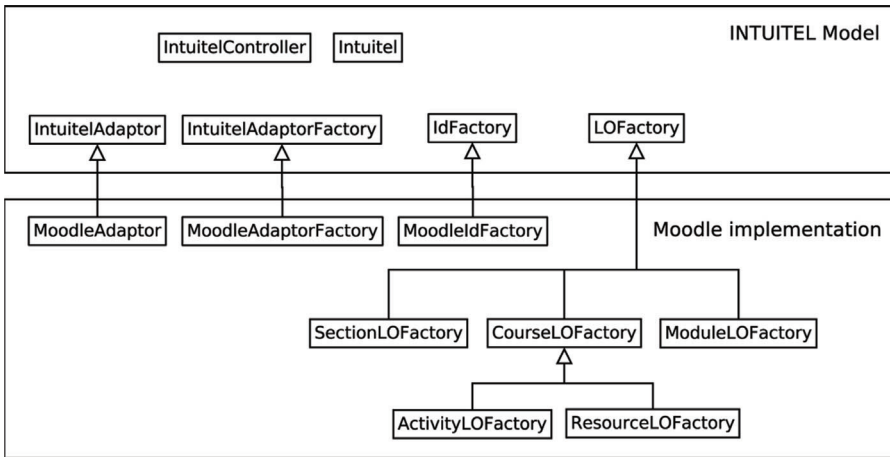 INTUITEL Model
IntuitelController
Intuitel
IntuitelAdaptor
IntuitelAdaptorFactory
IdFactory
LOFactory
MoodleAdaptor
MoodleAdaptorFactory
MoodleIdFactory
Moodle implementation
SectionLOFactory
CourseLOFactory
ModuleLOFactory
ActivityLOFactory
ResourceLOFactory